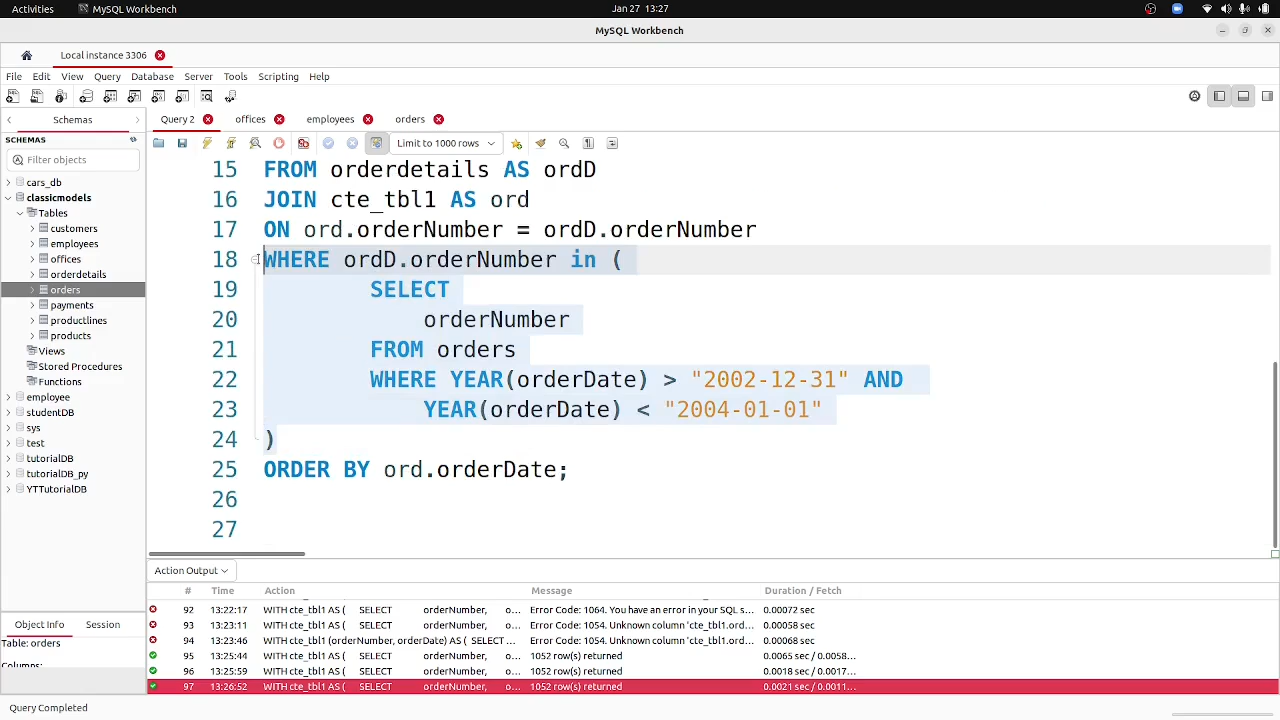 Activities
MySQL Workbench
Jan 27 13:27
MySQL Workbench
Local instance 3306
File Edit View Query Database Server Tools Scripting Help
Schemas
Query 2
offices
employees
orders
SCHEMAS
Filter objects
Limit to 1000 rows
cars_db
classicmodels
Tables
customers
employees
offices
orderdetails
orders
payments
productlines
products
Views
Stored Procedures
Functions
employee
studentDB
sys
test
tutorialDB
tutorialDB_py
YTTutorialDB
15 FROM orderdetails AS ordD
16 JOIN cte_tbl1 AS ord
17 ON ord.orderNumber = ordD.orderNumber
18 WHERE ordD.orderNumber in (
19 SELECT
20 orderNumber
21 FROM orders
22 WHERE YEAR(orderDate) > "2002-12-31" AND
23 YEAR(orderDate) < "2004-01-01"
24 )
25 ORDER BY ord.orderDate;
26
27
Action Output
# Time Action Message Duration / Fetch
92 13:22:17 WITH cte_tbl1 AS ( SELECT orderNumber, o... Error Code: 1064. You have an error in your SQL s... 0.00072 sec
93 13:23:11 WITH cte_tbl1 AS ( SELECT orderNumber, o... Error Code: 1054. Unknown column 'cte_tbl1.ord... 0.00058 sec
94 13:23:46 WITH cte_tbl1 (orderNumber, orderDate) AS ( SELECT ... Error Code: 1054. Unknown column 'cte_tbl1.ord... 0.00068 sec
95 13:25:44 WITH cte_tbl1 AS ( SELECT orderNumber, o... 1052 row(s) returned 0.0065 sec / 0.0058...
96 13:25:59 WITH cte_tbl1 AS ( SELECT orderNumber, o... 1052 row(s) returned 0.0018 sec / 0.0017...
97 13:26:52 WITH cte_tbl1 AS ( SELECT orderNumber, o... 1052 row(s) returned 0.0021 sec / 0.0011...
Object Info
Session
Table: orders
Columns:
Query Completed